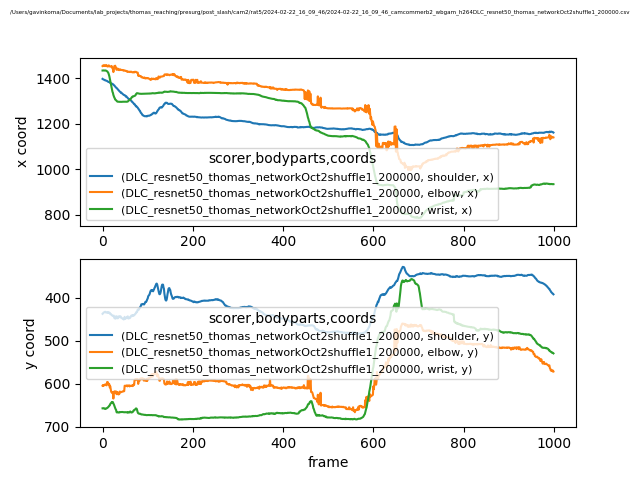 /Users/gavinkoma/Documents/lab_projects/thomas_reaching/presurg/post_slash/cam2/rat5/2024-02-22_16_09_46/2024-02-22_16_09_46_camcommerb2_wbgam_h264DLC_resnet50_thomas_networkOct2shuffle1_200000.csv
1400
1200
1000
800
x coord
scorer,bodyparts,coords
(DLC_resnet50_thomas_networkOct2shuffle1_200000, shoulder, x)
(DLC_resnet50_thomas_networkOct2shuffle1_200000, elbow, x)
(DLC_resnet50_thomas_networkOct2shuffle1_200000, wrist, x)
0 200 400 600 800 1000
400
500
600
700
y coord
scorer,bodyparts,coords
(DLC_resnet50_thomas_networkOct2shuffle1_200000, shoulder, y)
(DLC_resnet50_thomas_networkOct2shuffle1_200000, elbow, y)
(DLC_resnet50_thomas_networkOct2shuffle1_200000, wrist, y)
0 200 400 600 800 1000
frame